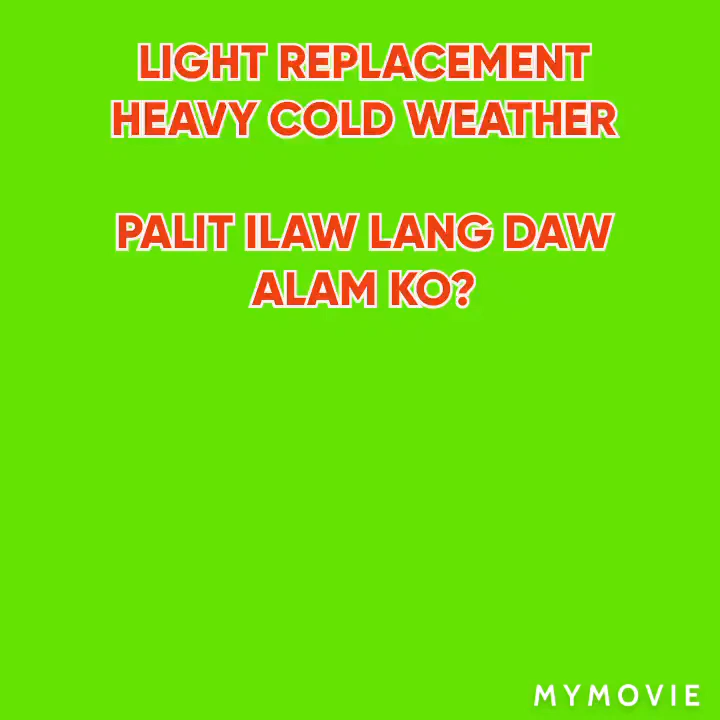 LIGHT REPLACEMENT
HEAVY COLD WEATHER
PALIT ILAW LANG DAW
ALAM KO?
MYMOVIE